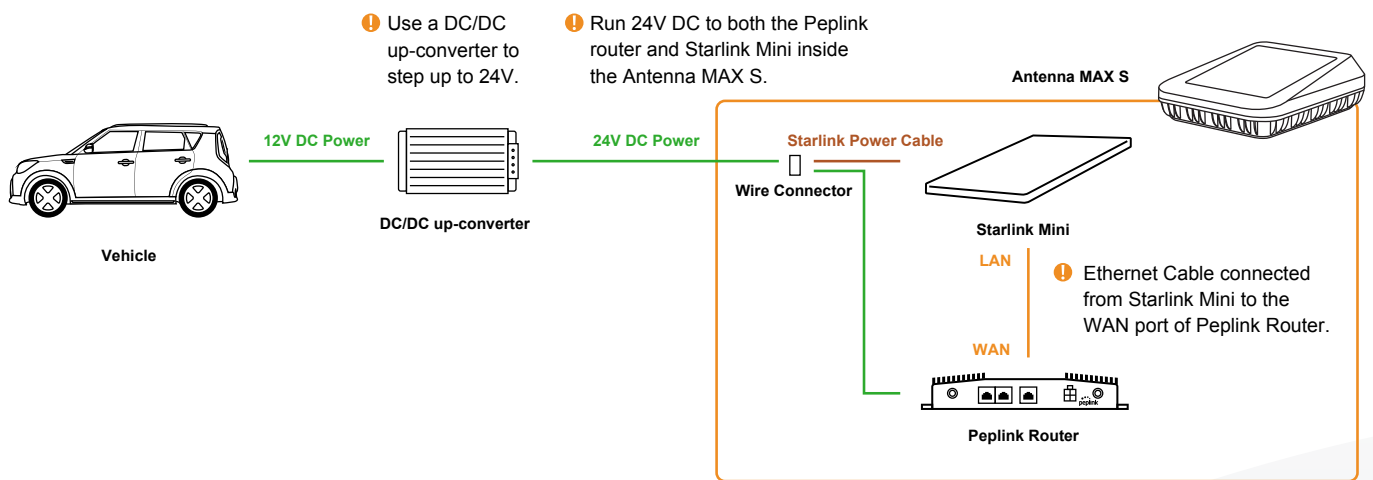 Use a DC/DC
up-converter to
step up to 24V.
Run 24V DC to both the Peplink
router and Starlink Mini inside
the Antenna MAX S.
Antenna MAX S
12V DC Power
24V DC Power
Starlink Power Cable
Wire Connector
DC/DC up-converter
Vehicle
Starlink Mini
LAN
Ethernet Cable connected
from Starlink Mini to the
WAN port of Peplink Router.
WAN
peplink
Peplink Router